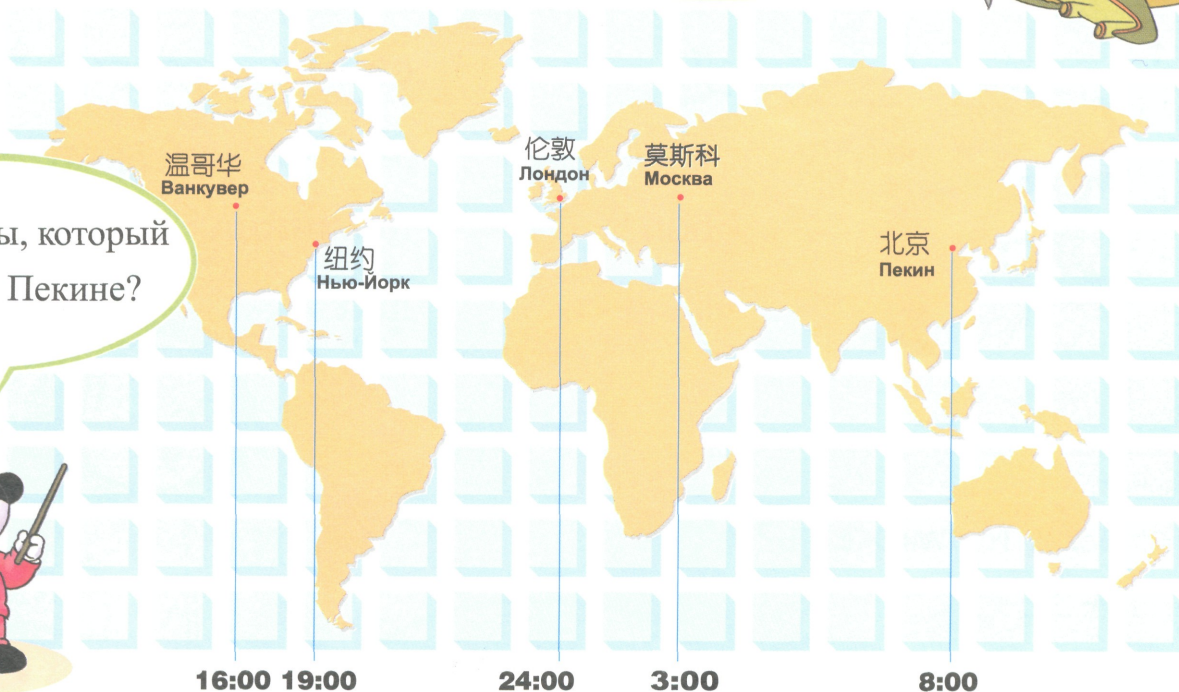 温哥华
Ванкувер
纽约
Нью-Йорк
伦敦
Лондон
莫斯科
Москва
北京
Пекин
который
Пекине?
16:00 19:00 24:00 3:00 8:00